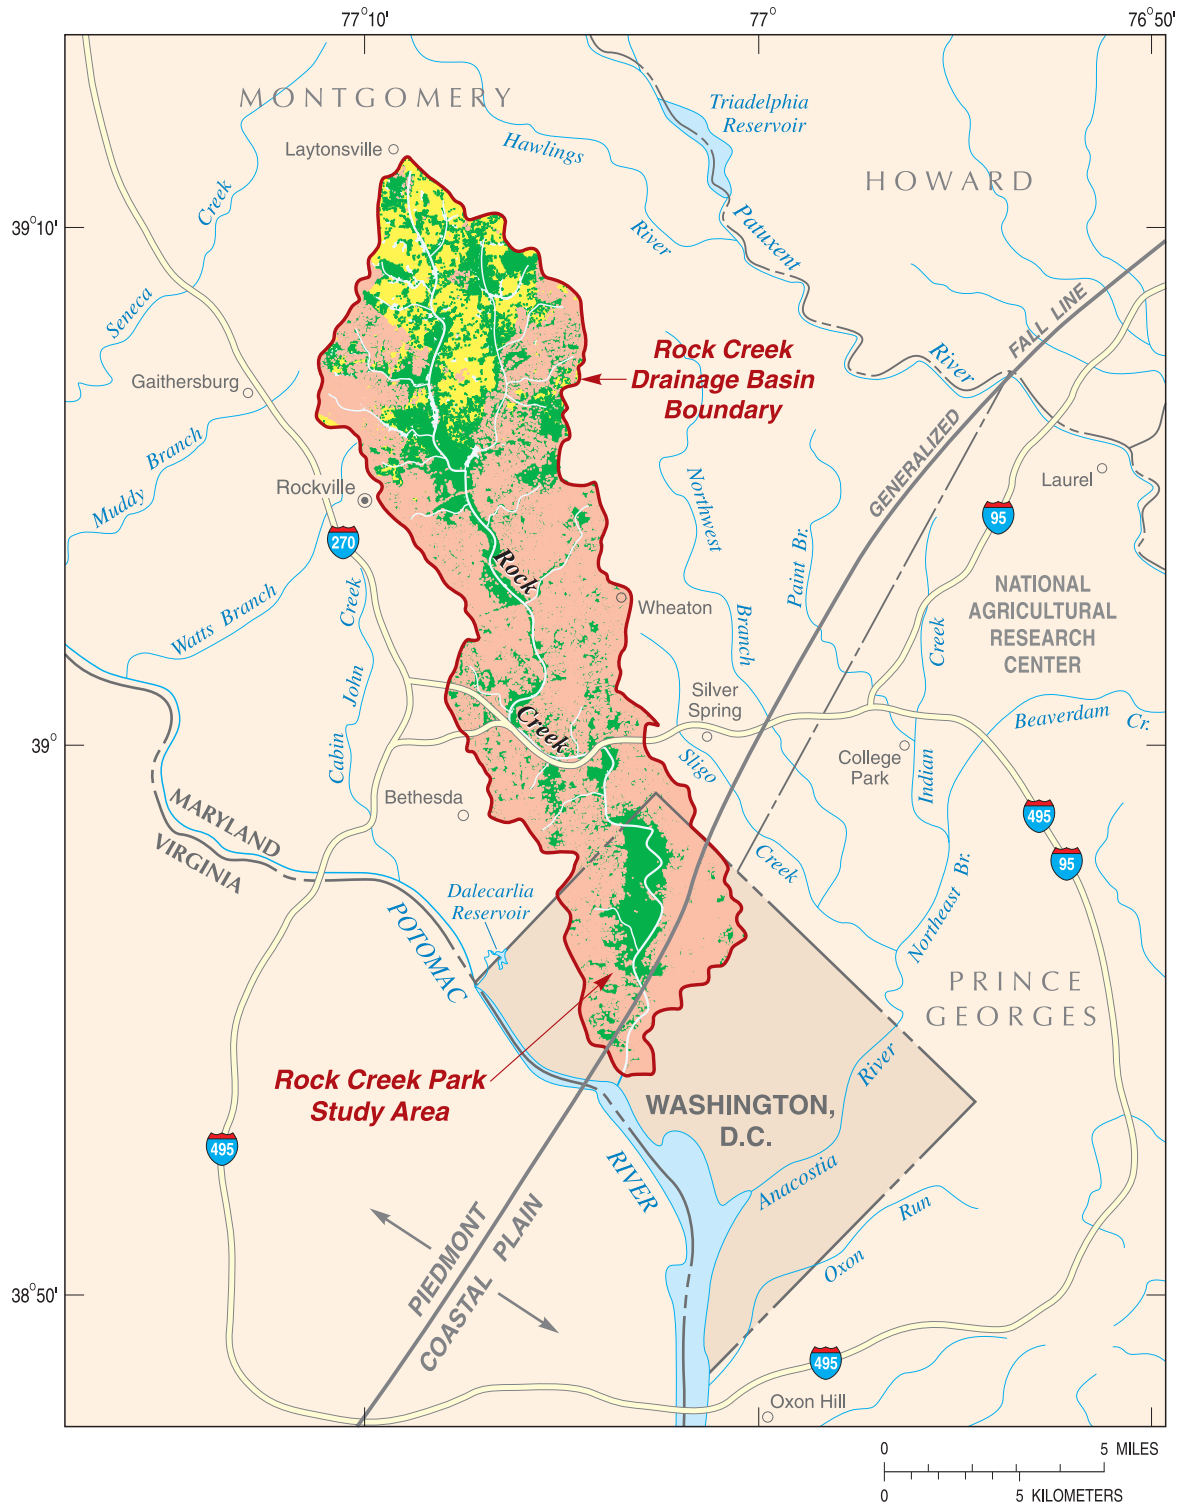 77°10'
77°
76°50'
MONTGOMERY
Triadelphia
Reservoir
Laytonsville
Hawlings
River
HOWARD
Creek
39°10'
Patuxent
River
Seneca
FALL LINE
GENERALIZED
Rock Creek
Drainage Basin
Boundary
Gaithersburg
Muddy Branch
Rockville
Laurel
Northwest
Branch
95
270
Paint Br.
Rock
Creek
NATIONAL
AGRICULTURAL
RESEARCH
CENTER
Wheaton
Watts Branch
Creek
John
Cabin
Creek
Indian
Silver
Spring
Beaverdam Cr.
39°
Sligo
Creek
College
Park
Bethesda
MARYLAND
VIRGINIA
495
95
Dalecarlia
Reservoir
Northeast Br.
POTOMAC
RIVER
PRINCE
GEORGES
Rock Creek Park
Study Area
River
Anacostia
WASHINGTON,
D.C.
495
Oxon Run
PIEDMONT
COASTAL PLAIN
38°50'
495
Oxon Hill
0 5 MILES
0 5 KILOMETERS